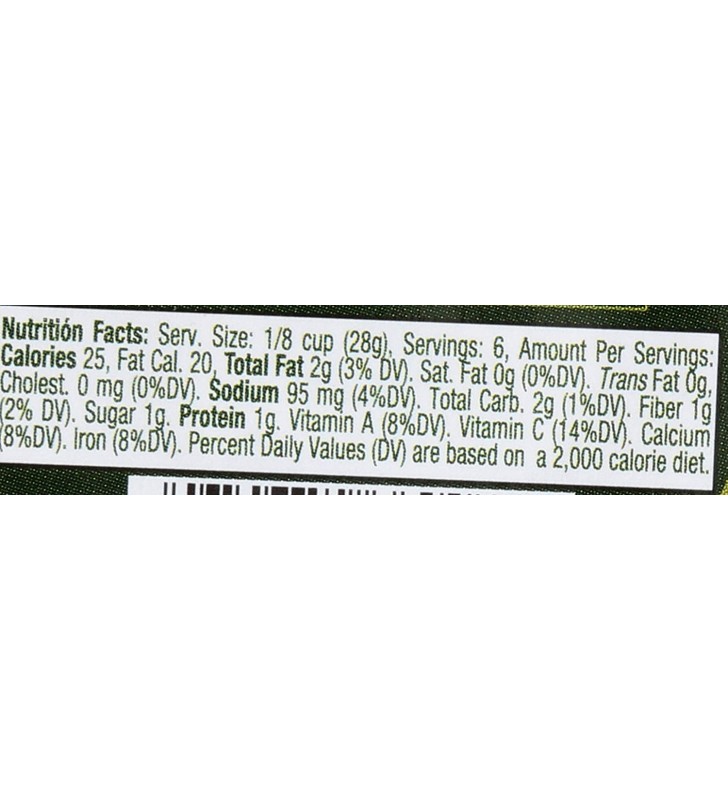 Nutritión Facts: Serv. Size: 1/8 cup (28g), Servings: 6, Amount Per Servings:
Calories 25, Fat Cal. 20, Total Fat 2g (3% DV). Sat. Fat 0g (0%DV). Trans Fat 0g,
Cholest. 0 mg (0%DV). Sodium 95 mg (4%DV). Total Carb. 2g (1%DV). Fiber 1g
(2% DV). Sugar 1g. Protein 1g. Vitamin A (8%DV). Vitamin C (14%DV). Calcium
(8%DV). Iron (8%DV). Percent Daily Values (DV) are based on a 2,000 calorie diet.